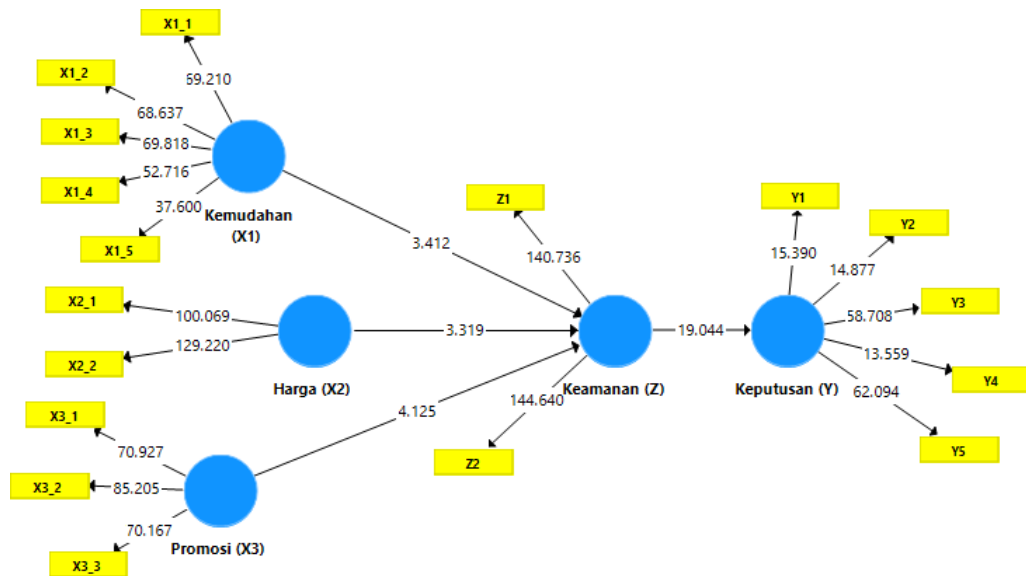 X1_1
X1_2
69.210
68.637
X1_3
69.818
X1_4
52.716
37.600
Kemudahan
(X1)
X1_5
Z1
Y1
Y2
3.412
140.736
15.390
14.877
X2_1
100.069
58.708
Y3
129.220
3.319
19.044
13.559
X2_2
Harga (X2)
Keamanan (Z)
Keputusan (Y)
Y4
62.094
144.640
4.125
X3_1
70.927
Y5
Z2
X3_2
85.205
70.167
Promosi (X3)
X3_3